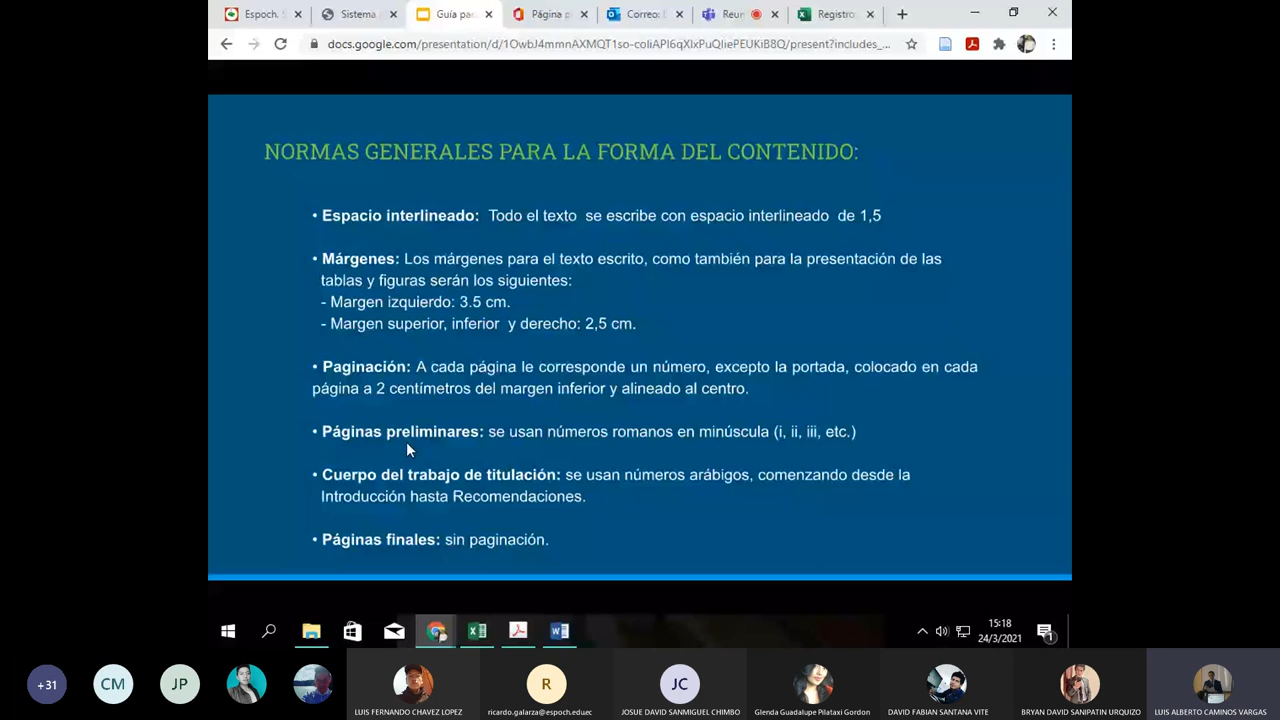 Espoch. S
Sistema
Guía par
Página p
Correo:
Reun
Registro
docs.google.com/presentation/d/1OwbJ4mmnAXMQT1so-coIiAPI6qXlxPuQIiePEUKiB8Q/present?includes_...
NORMAS GENERALES PARA LA FORMA DEL CONTENIDO:
• Espacio interlineado: Todo el texto se escribe con espacio interlineado de 1,5
• Márgenes: Los márgenes para el texto escrito, como también para la presentación de las
tablas y figuras serán los siguientes:
- Margen izquierdo: 3.5 cm.
- Margen superior, inferior y derecho: 2,5 cm.
• Paginación: A cada página le corresponde un número, excepto la portada, colocado en cada
página a 2 centímetros del margen inferior y alineado al centro.
• Páginas preliminares: se usan números romanos en minúscula (i, ii, iii, etc.)
• Cuerpo del trabajo de titulación: se usan números arábigos, comenzando desde la
Introducción hasta Recomendaciones.
• Páginas finales: sin paginación.
15:18
24/3/2021
1
+31
CM
JP
R
JC
LUIS FERNANDO CHAVEZ LOPEZ
ricardo.galarza@espoch.edu.ec
JOSUE DAVID SANMIGUEL CHIMBO
Glenda Guadalupe Pilataxi Gordon
DAVID FABIAN SANTANA VITE
BRYAN DAVID SANIPATIN URQUIZO
LUIS ALBERTO CAMINOS VARGAS